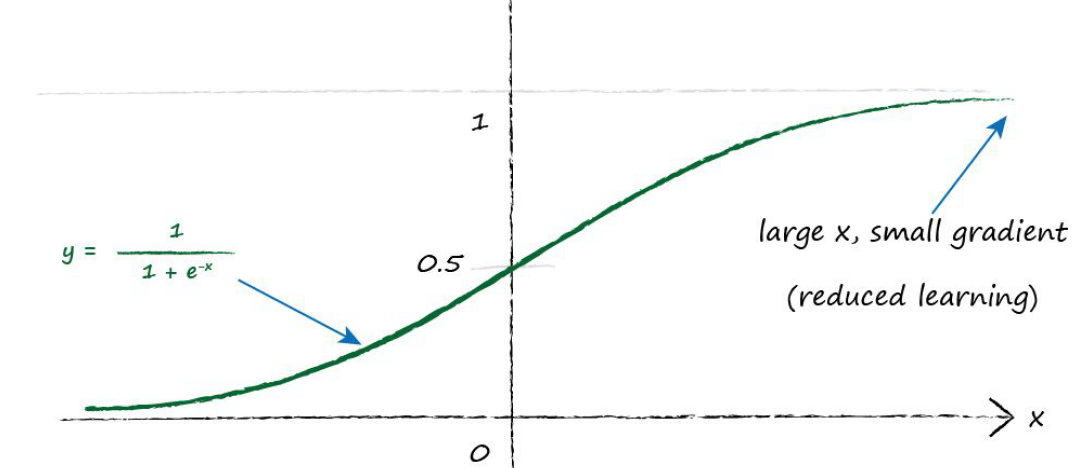 1
y = 1 / 1 + e^-x
0.5
large x, small gradient
(reduced learning)
x
0